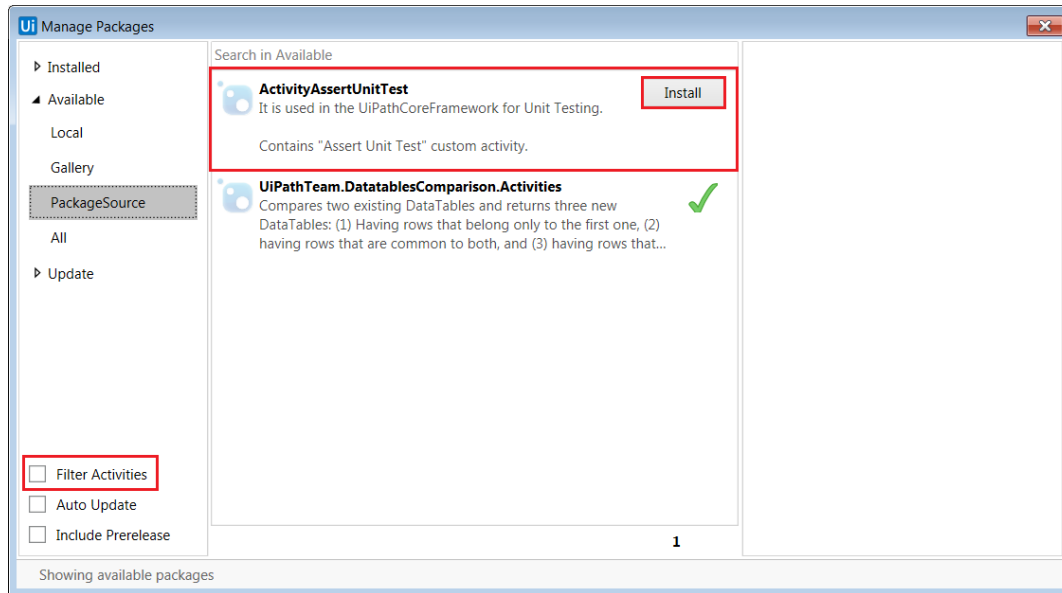 Ui Manage Packages
Installed
Available
Local
Gallery
PackageSource
All
Update
Filter Activities
Auto Update
Include Prerelease
Search in Available
ActivityAssertUnitTest
Install
It is used in the UiPathCoreFramework for Unit Testing.
Contains "Assert Unit Test" custom activity.
UiPathTeam.DatatablesComparison.Activities
Compares two existing DataTables and returns three new
DataTables: (1) Having rows that belong only to the first one, (2)
having rows that are common to both, and (3) having rows that...
1
Showing available packages